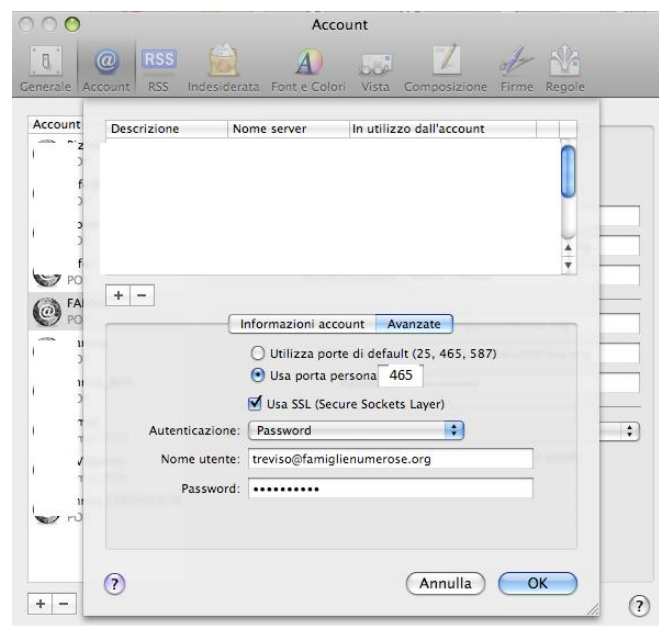 Account
RSS
Generale Account RSS Indesiderata Font e Colori Vista Composizione Firme Regole
Account
Descrizione Nome server In utilizzo dall'account
PO
FA
PO
+ −
Informazioni account Avanzate
Utilizza porte di default (25, 465, 587)
Usa porta persona 465
Usa SSL (Secure Sockets Layer)
Autenticazione: Password
Nome utente: treviso@famiglienumerose.org
Password: ••••••••••
PO
? Annulla OK
+ − ?